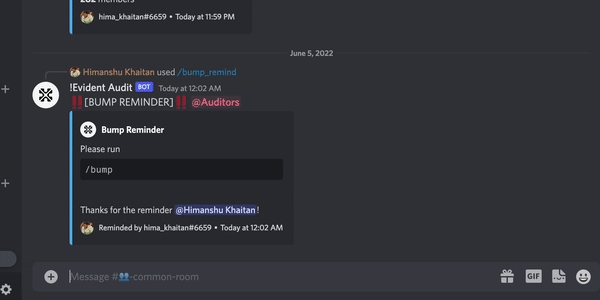 282 members
hima_khaitan#6659 • Today at 11:59 PM
June 5, 2022
Himanshu Khaitan used /bump_remind
!Evident Audit BOT Today at 12:02 AM
‼️[BUMP REMINDER]‼️ @Auditors
Bump Reminder
Please run
/bump
Thanks for the reminder @Himanshu Khaitan!
Reminded by hima_khaitan#6659 • Today at 12:02 AM
Message #👥-common-room
GIF